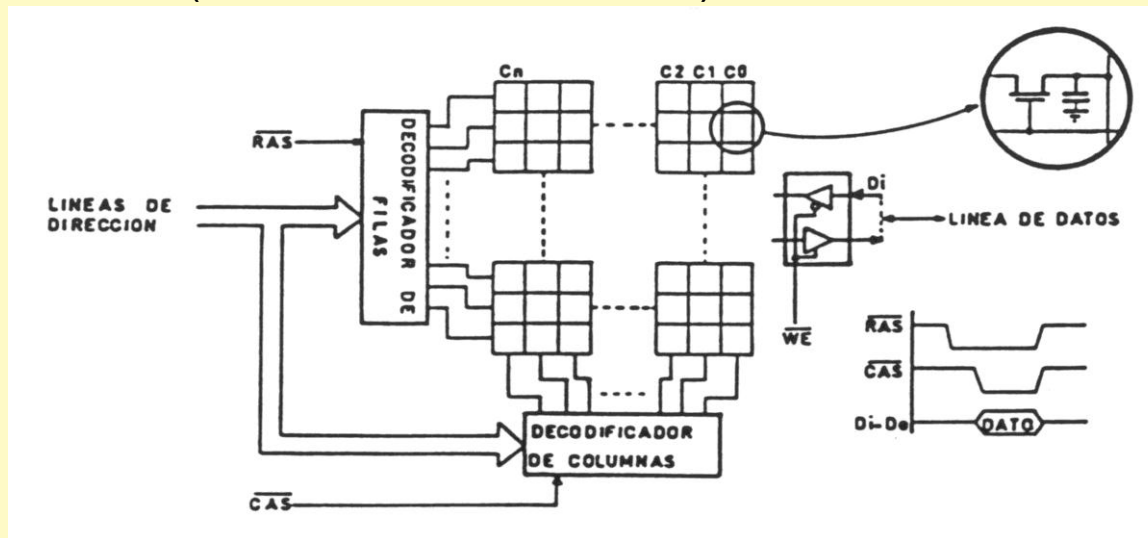 Cn
C2 C1 C0
RAS
DECODIFICADOR DE
FILAS
LINEAS DE
DIRECCION
Di
LINEA DE DATOS
WE
RAS
CAS
Di-Do
DATO
DECODIFICADOR
DE COLUMNAS
CAS